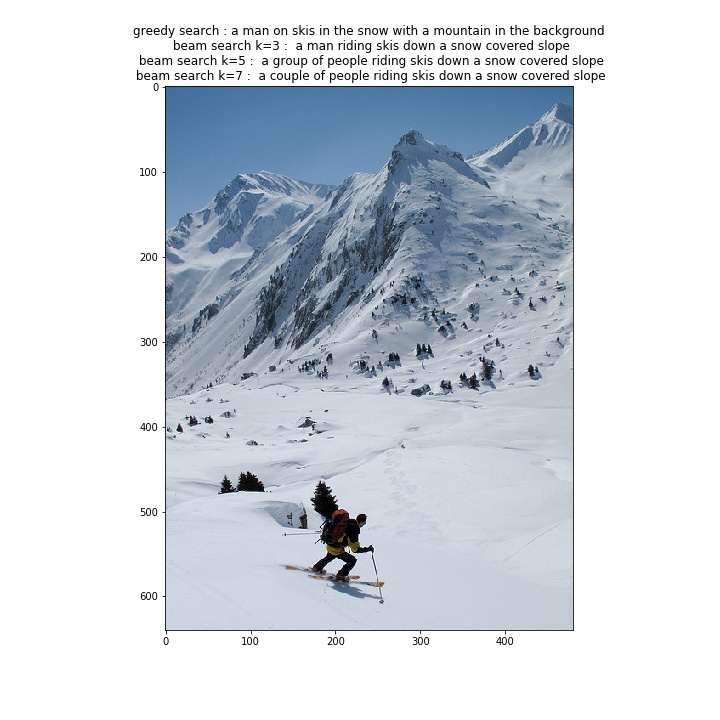 greedy search : a man on skis in the snow with a mountain in the background
beam search k=3 : a man riding skis down a snow covered slope
beam search k=5 : a group of people riding skis down a snow covered slope
beam search k=7 : a couple of people riding skis down a snow covered slope
0
100
200
300
400
500
600
0 100 200 300 400